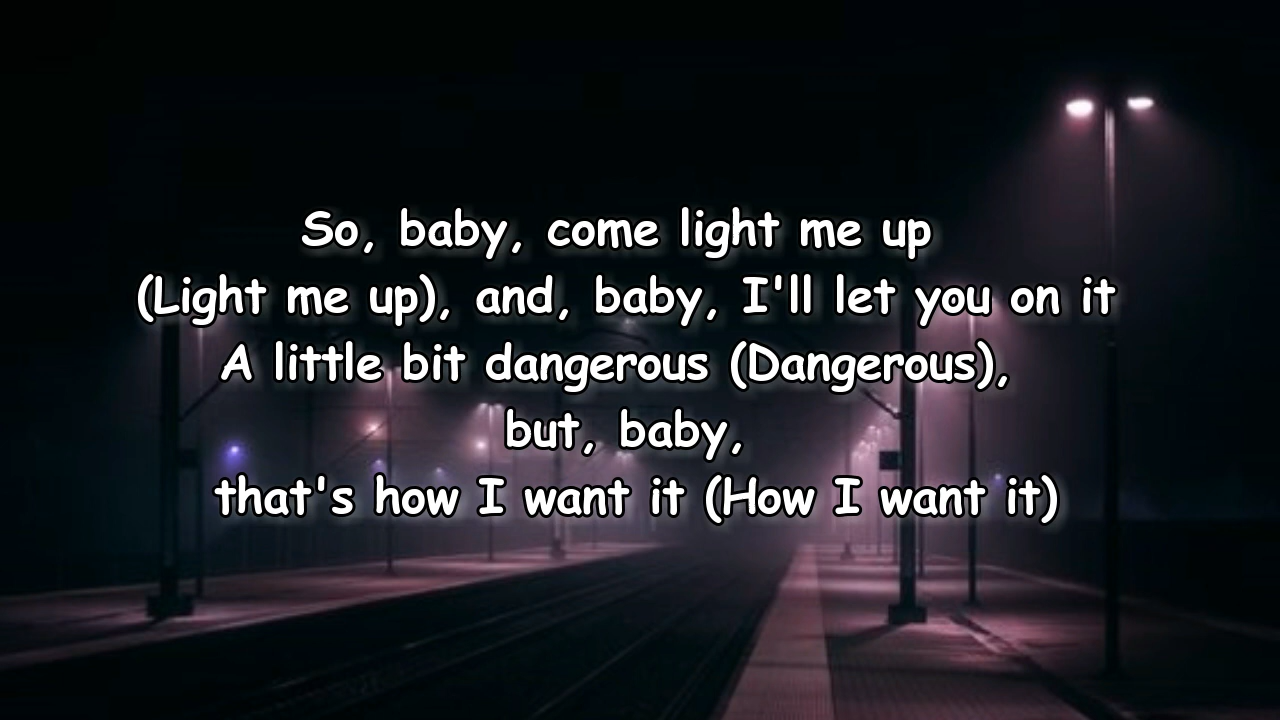 So, baby, come light me up
(Light me up), and, baby, I'll let you on it
A little bit dangerous (Dangerous),
but, baby,
that's how I want it (How I want it)